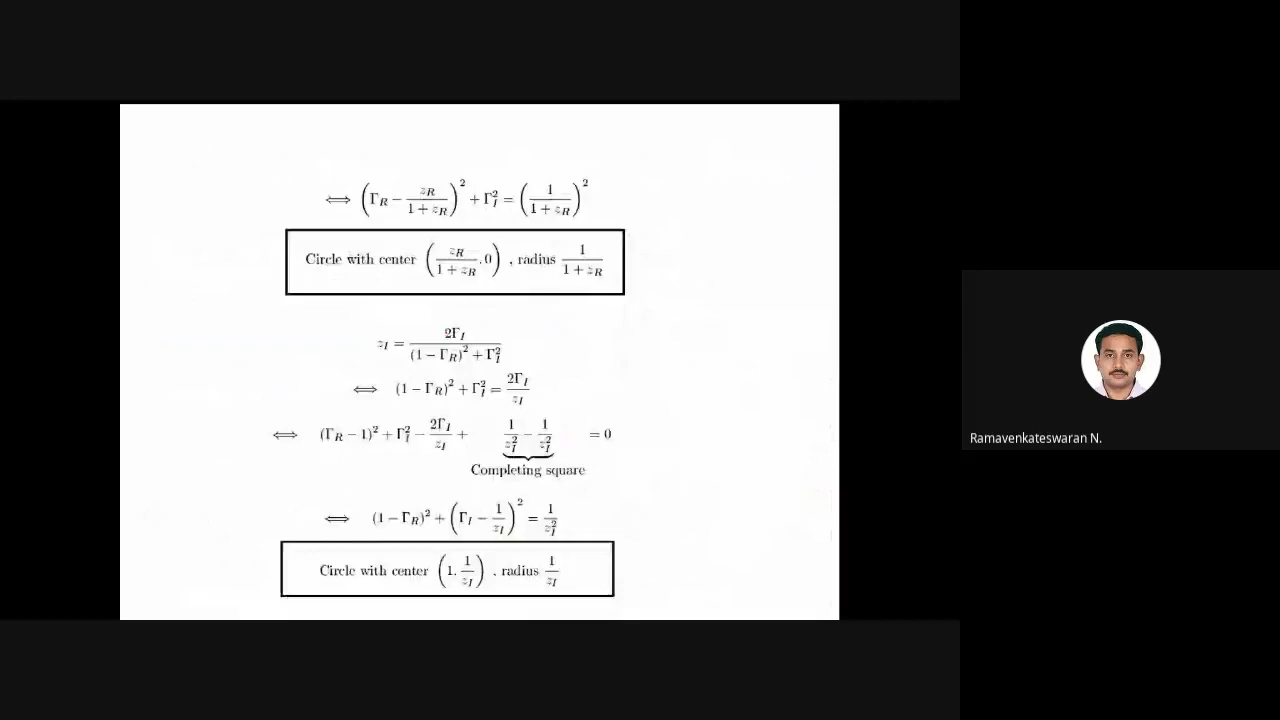 ⟺ (Γ_R − z_R/(1 + z_R))² + Γ_I² = (1/(1 + z_R))²
Circle with center (z_R/(1 + z_R), 0) , radius 1/(1 + z_R)
z_I = 2Γ_I/((1 − Γ_R)² + Γ_I²)
⟺ (1 − Γ_R)² + Γ_I² = 2Γ_I/z_I
⟺ (Γ_R − 1)² + Γ_I² − 2Γ_I/z_I + 1/z_I² − 1/z_I² = 0
Completing square
⟺ (1 − Γ_R)² + (Γ_I − 1/z_I)² = 1/z_I²
Circle with center (1, 1/z_I) , radius 1/z_I
Ramavenkateswaran N.